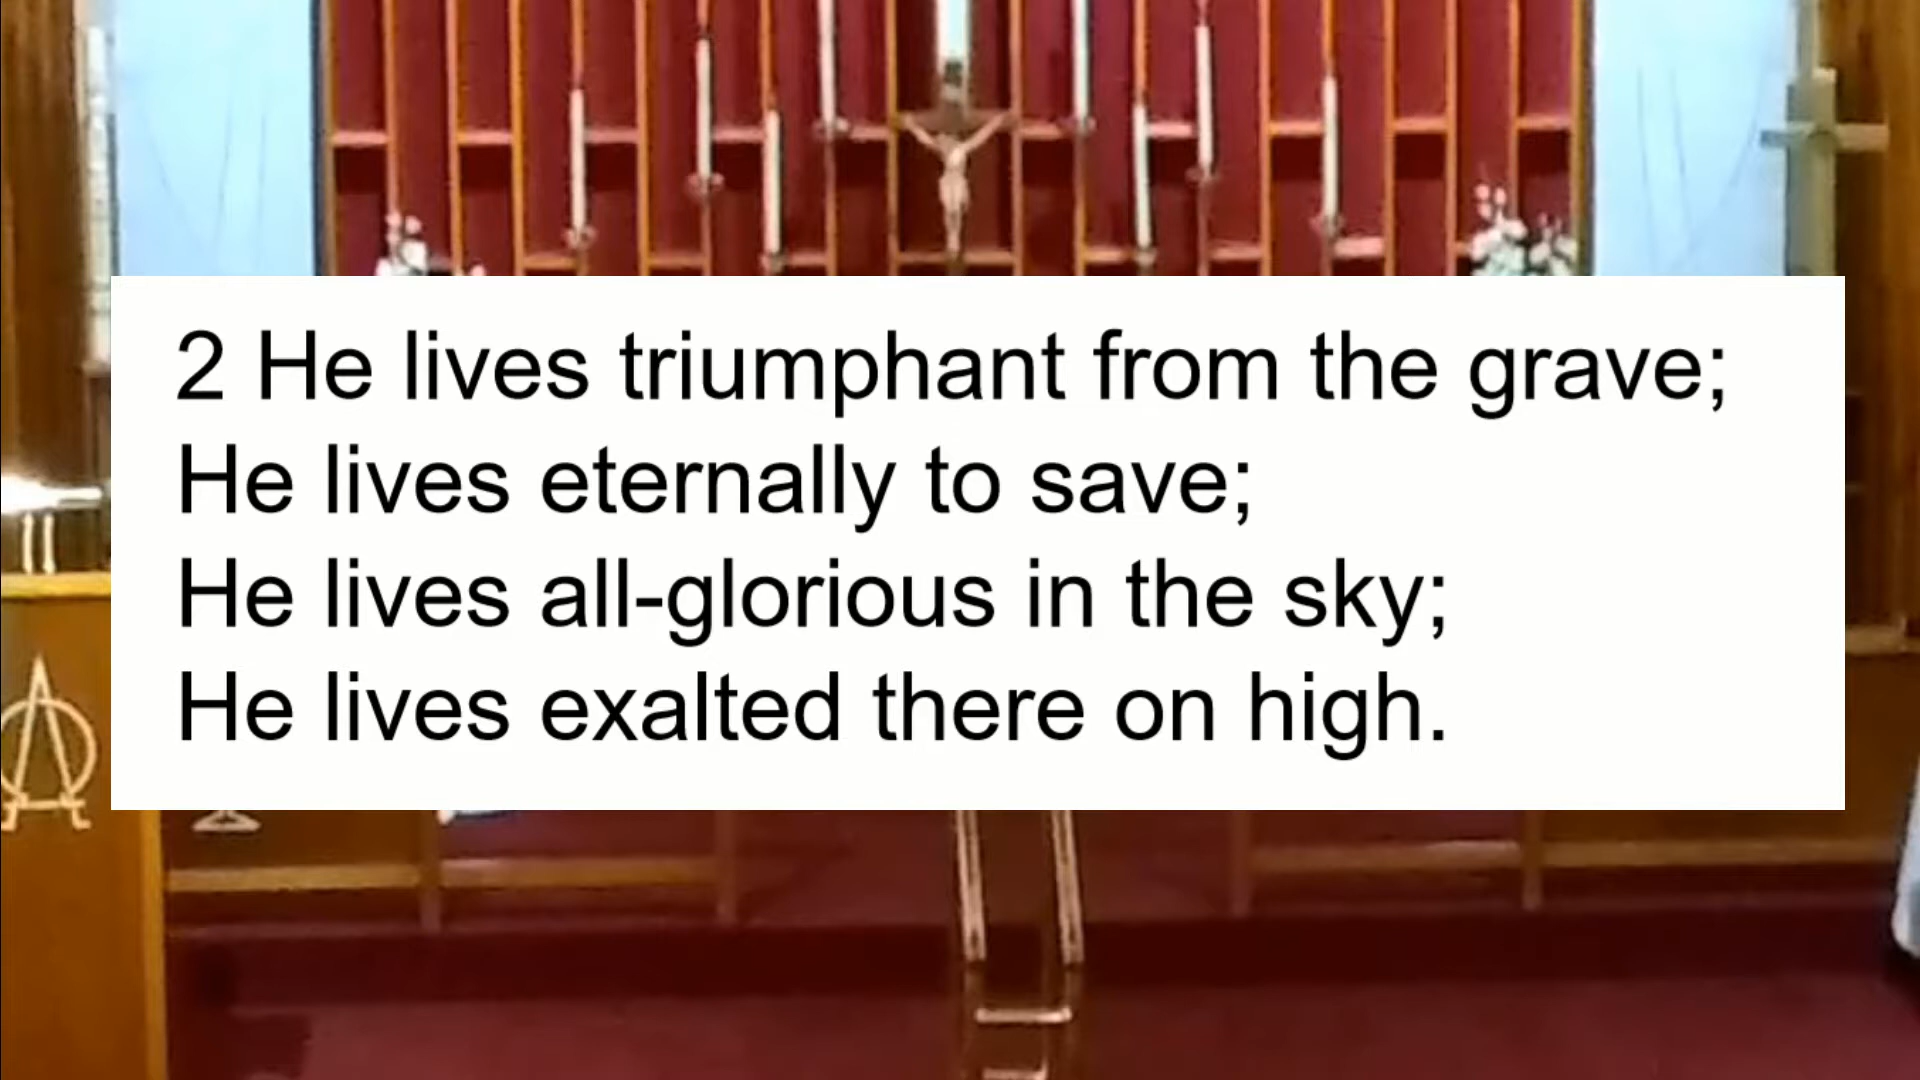 2 He lives triumphant from the grave;
He lives eternally to save;
He lives all-glorious in the sky;
He lives exalted there on high.